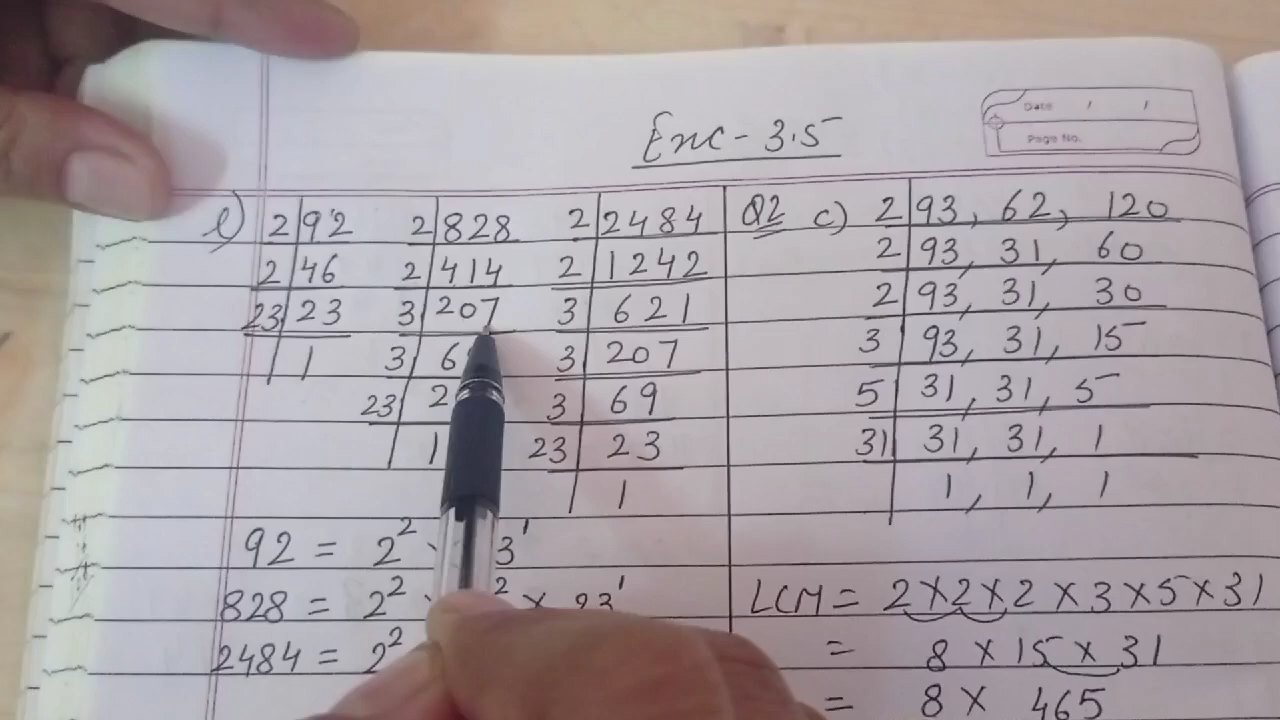 Exc - 3.5
Date / /
Page No.
e) 2 92
2 46
23 23
1
2 828
2 414
3 207
3 6
23 2
1
2 2484
2 1242
3 621
3 207
3 69
23 23
1
92 = 2² 3¹
828 = 2² ² × 23¹
2484 = 2²
Q2 c) 2 93, 62, 120
2 93, 31, 60
2 93, 31, 30
3 93, 31, 15
5 31, 31, 5
31 31, 31, 1
1, 1, 1
LCM = 2×2×2×3×5×31
= 8 × 15 × 31
= 8 × 465